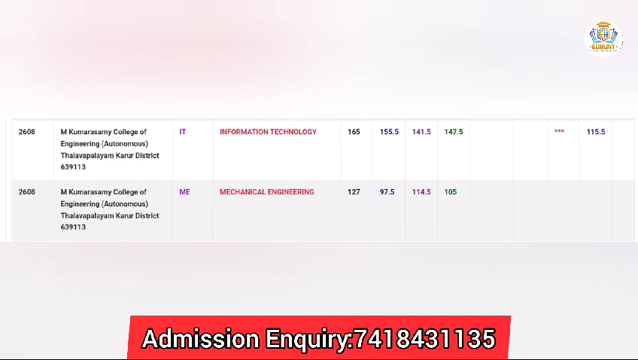 EDHUNT
2608 M Kumarasamy College of IT INFORMATION TECHNOLOGY 165 155.5 141.5 147.5 *** 115.5
Engineering (Autonomous)
Thalavapalayam Karur District
639113
2608 M Kumarasamy College of ME MECHANICAL ENGINEERING 127 97.5 114.5 105
Engineering (Autonomous)
Thalavapalayam Karur District
639113
Admission Enquiry:7418431135